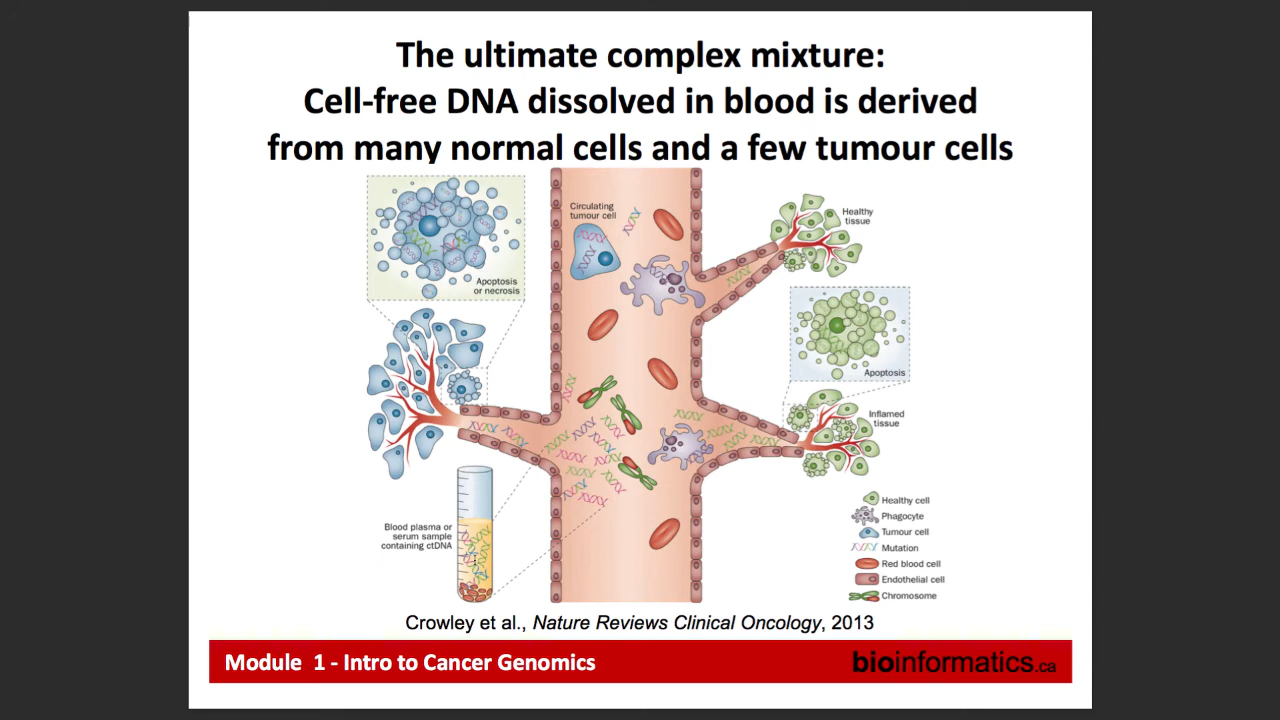 The ultimate complex mixture:
Cell-free DNA dissolved in blood is derived
from many normal cells and a few tumour cells
Circulating
tumour cell
Healthy
tissue
Apoptosis
or necrosis
Apoptosis
Inflamed
tissue
Blood plasma or
serum sample
containing ctDNA
Healthy cell
Phagocyte
Tumour cell
Mutation
Red blood cell
Endothelial cell
Chromosome
Crowley et al., Nature Reviews Clinical Oncology, 2013
Module 1 - Intro to Cancer Genomics
bioinformatics.ca